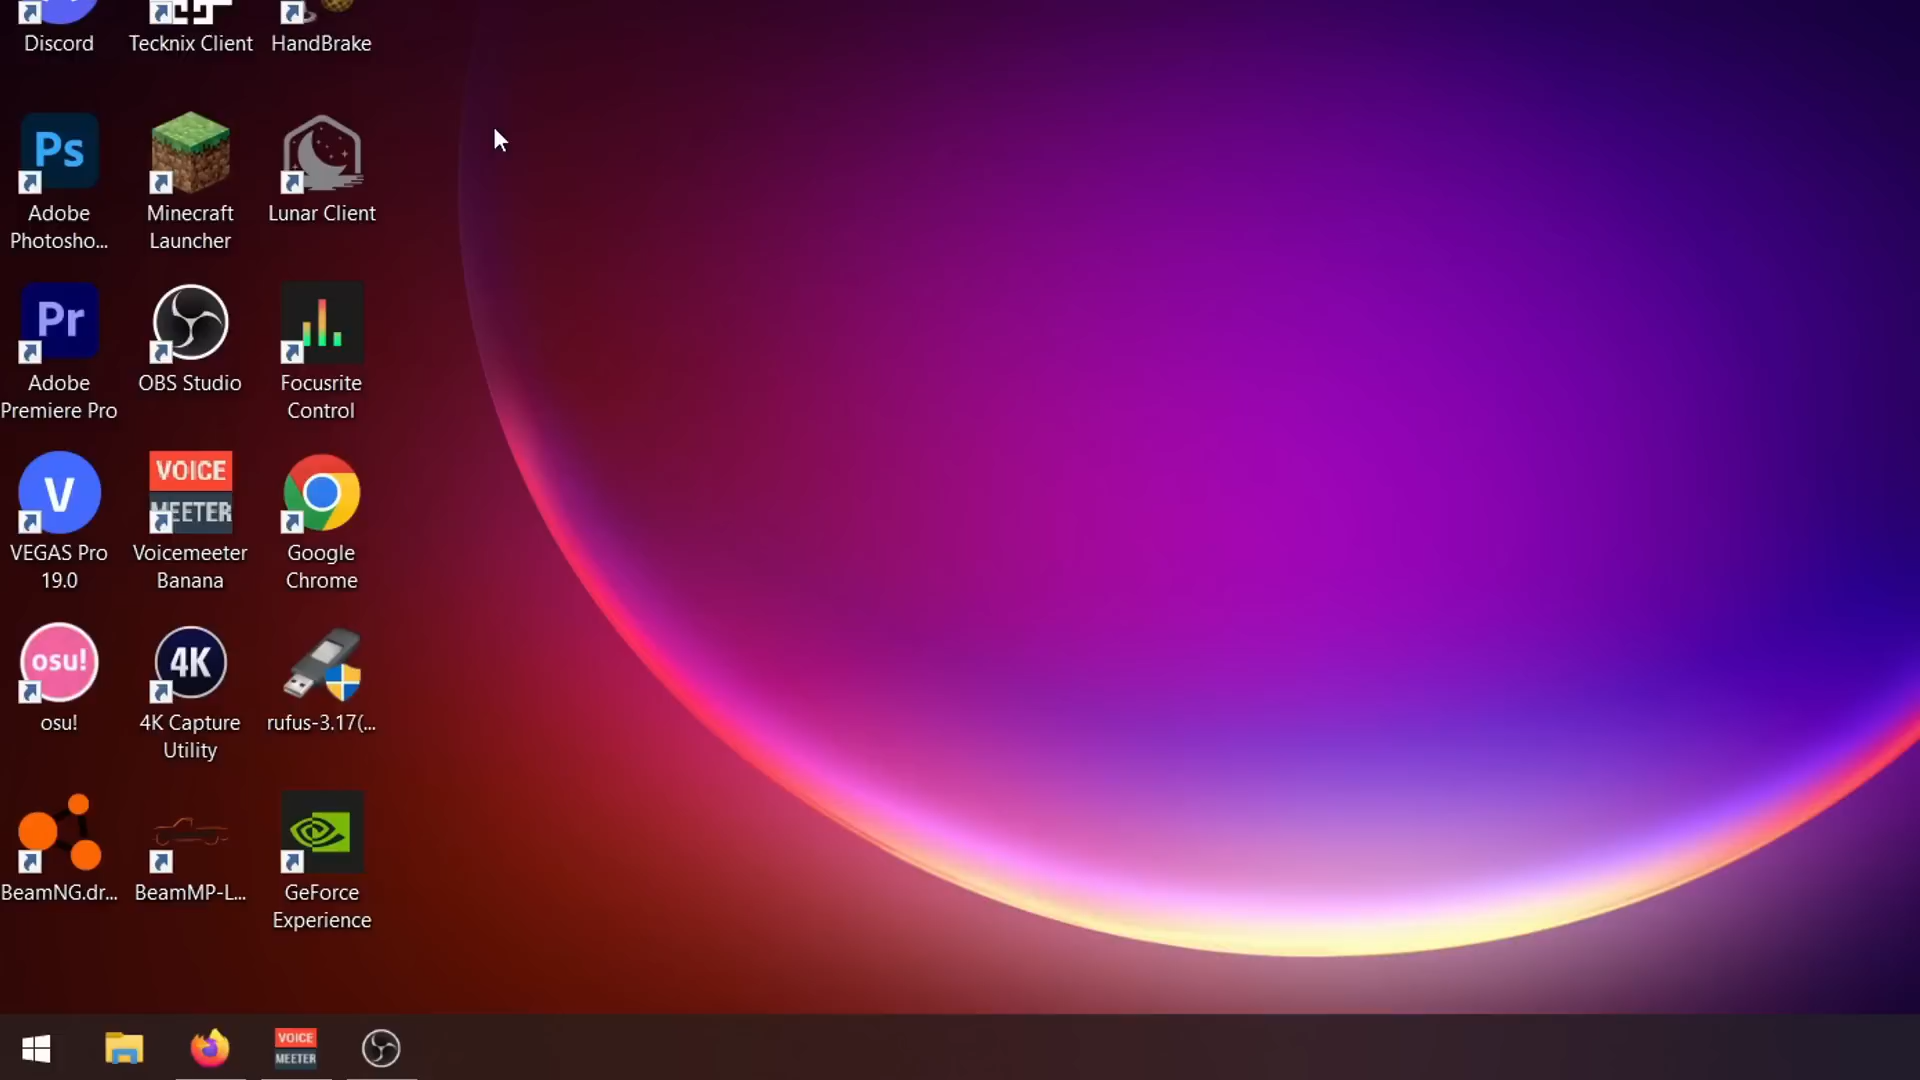 Discord
Tecknix Client
HandBrake
Ps
Adobe
Photosho...
Minecraft
Launcher
Lunar Client
Pr
Adobe
Premiere Pro
OBS Studio
Focusrite
Control
V
VEGAS Pro
19.0
VOICE
MEETER
Voicemeeter
Banana
Google
Chrome
osu!
osu!
4K
4K Capture
Utility
rufus-3.17(...
BeamNG.dr...
BeamMP-L...
GeForce
Experience
VOICE
MEETER